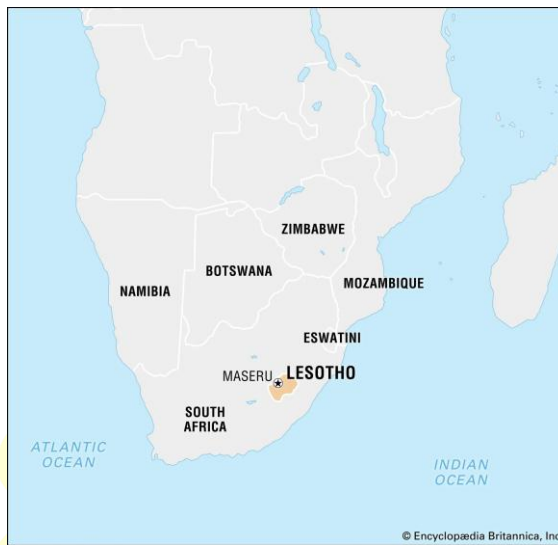 ZIMBABWE
BOTSWANA
NAMIBIA
MOZAMBIQUE
ESWATINI
MASERU
LESOTHO
SOUTH
AFRICA
ATLANTIC
OCEAN
INDIAN
OCEAN
© Encyclopædia Britannica, Inc